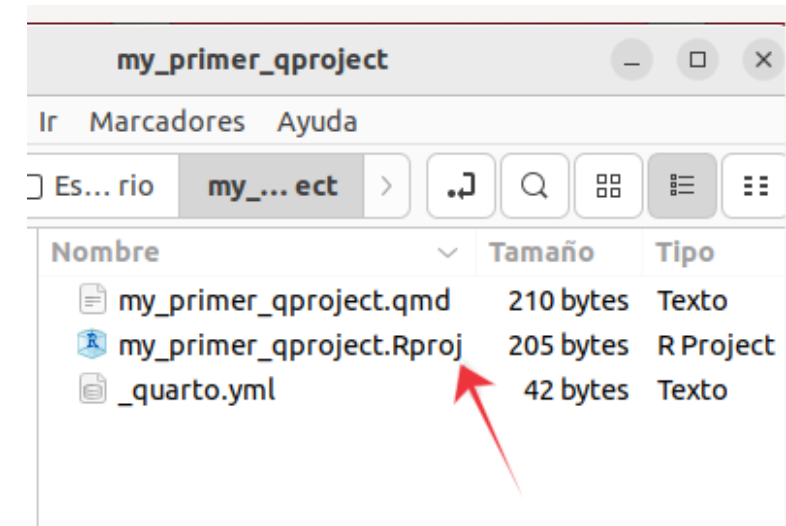 my_primer_qproject
Ir Marcadores Ayuda
Es... rio my_... ect
Nombre Tamaño Tipo
my_primer_qproject.qmd 210 bytes Texto
my_primer_qproject.Rproj 205 bytes R Project
_quarto.yml 42 bytes Texto